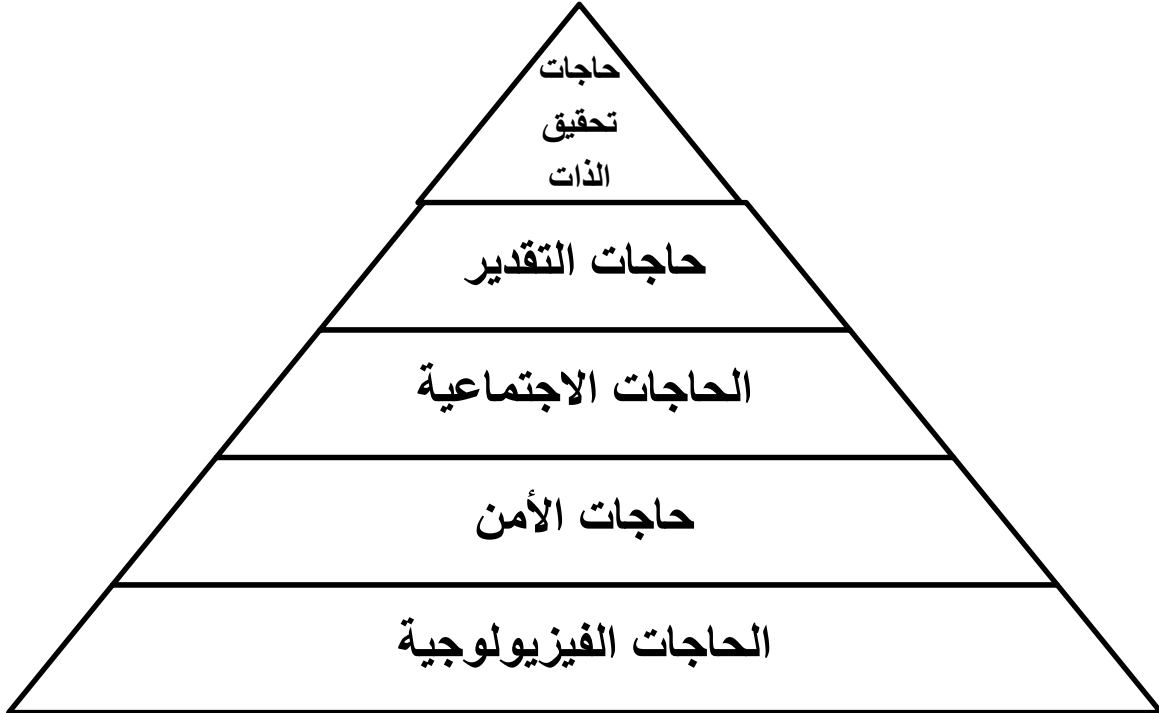 حاجات
تحقيق
الذات
حاجات التقدير
الحاجات الاجتماعية
حاجات الأمن
الحاجات الفيزيولوجية